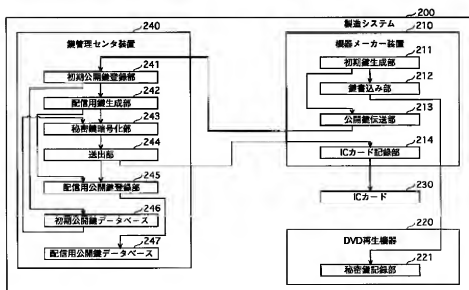 200
製造システム
240
鍵管理センタ装置
241
初期公開鍵登録部
242
配信用鍵生成部
243
秘密鍵暗号化部
244
送出部
245
配信用公開鍵登録部
246
初期公開鍵データベース
247
配信用公開鍵データベース
210
機器メーカー装置
211
初期鍵生成部
212
鍵書込み部
213
公開鍵伝送部
214
ICカード記録部
230
ICカード
220
DVD再生機器
221
秘密鍵記録部